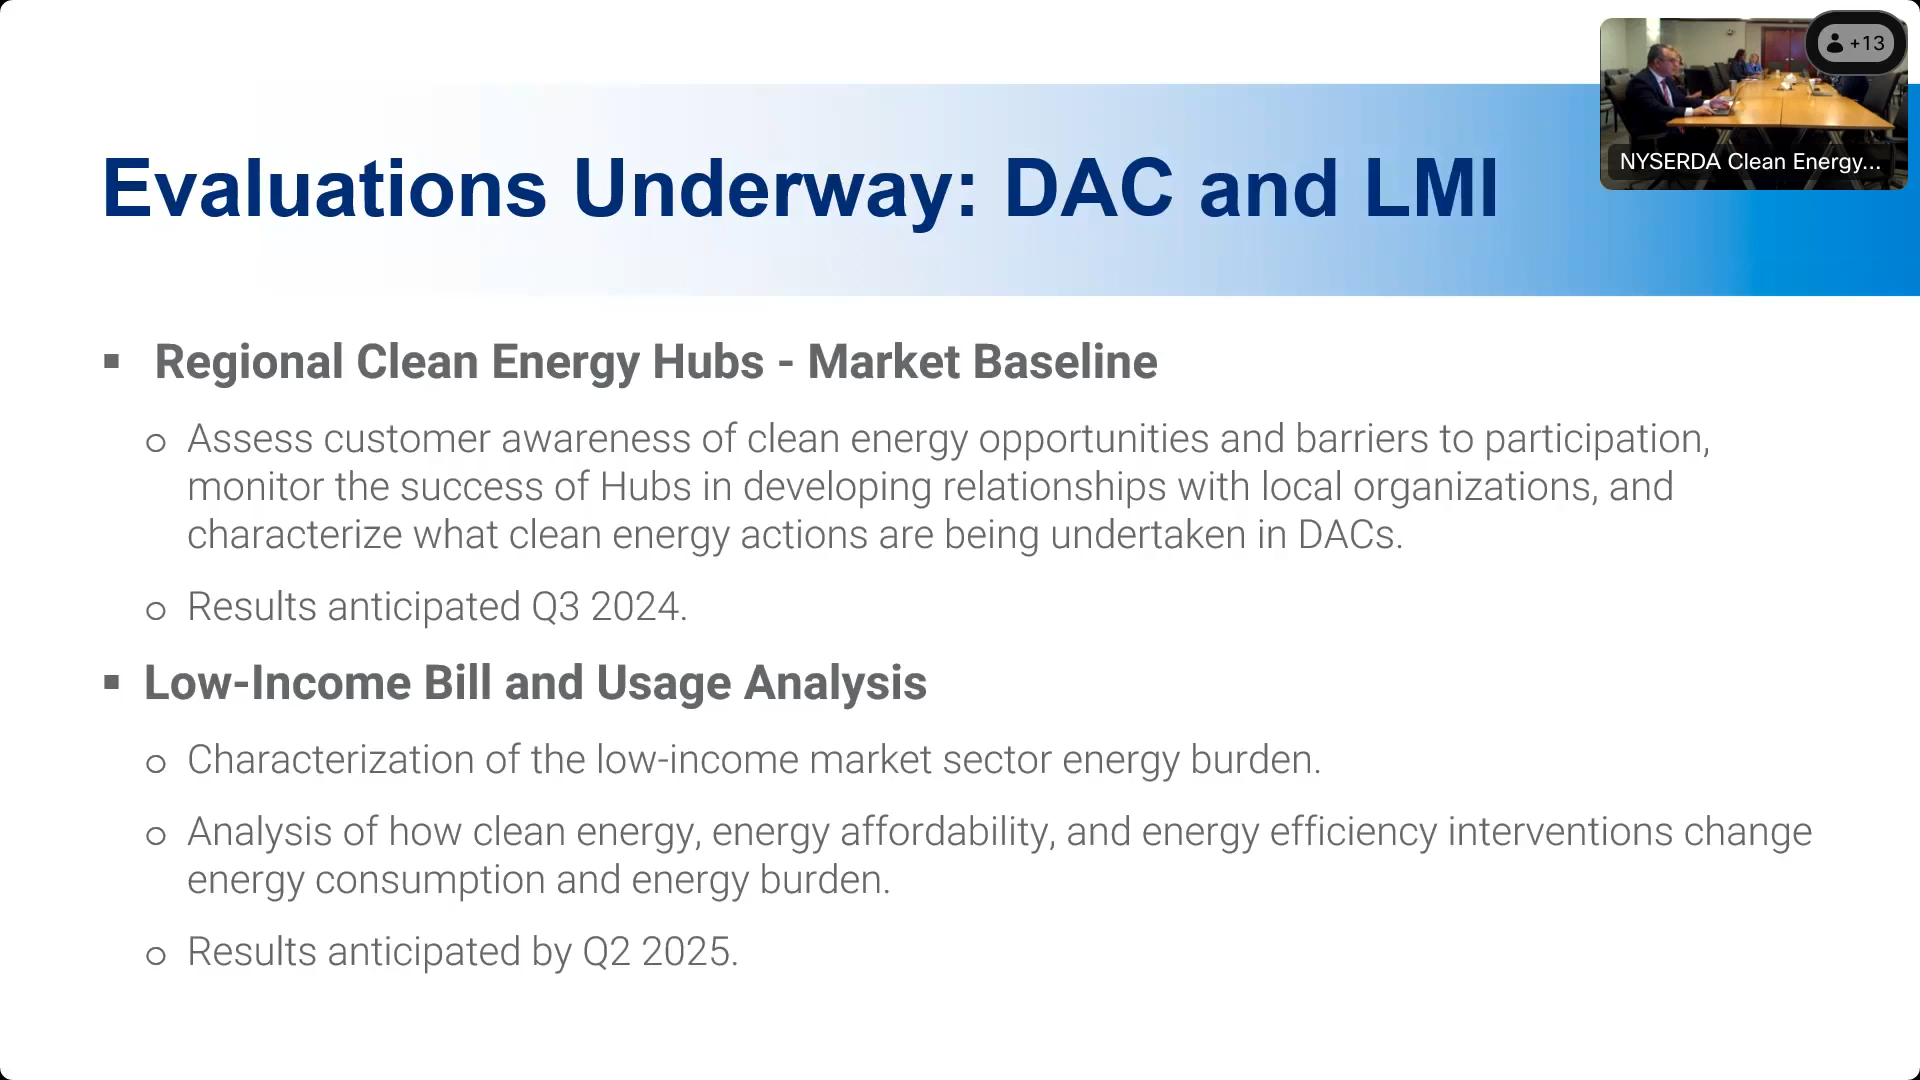 +13
NYSERDA Clean Energy...
Evaluations Underway: DAC and LMI
▪ Regional Clean Energy Hubs - Market Baseline
o Assess customer awareness of clean energy opportunities and barriers to participation,
monitor the success of Hubs in developing relationships with local organizations, and
characterize what clean energy actions are being undertaken in DACs.
o Results anticipated Q3 2024.
▪ Low-Income Bill and Usage Analysis
o Characterization of the low-income market sector energy burden.
o Analysis of how clean energy, energy affordability, and energy efficiency interventions change
energy consumption and energy burden.
o Results anticipated by Q2 2025.